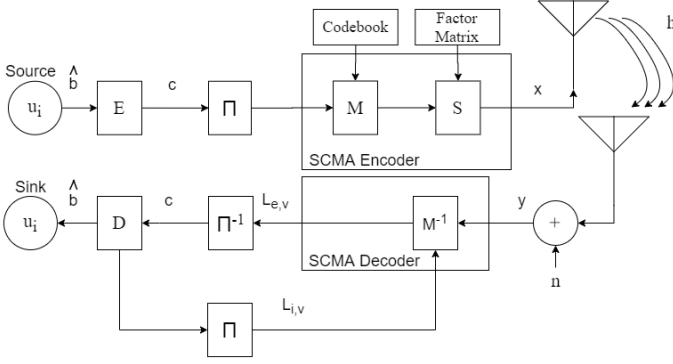 Codebook
Factor
Matrix
h
Source
b̂
c
x
u_i
E
Π
M
S
SCMA Encoder
Sink
b̂
c
L_e,v
y
u_i
D
Π⁻¹
M⁻¹
+
SCMA Decoder
n
Π
L_i,v